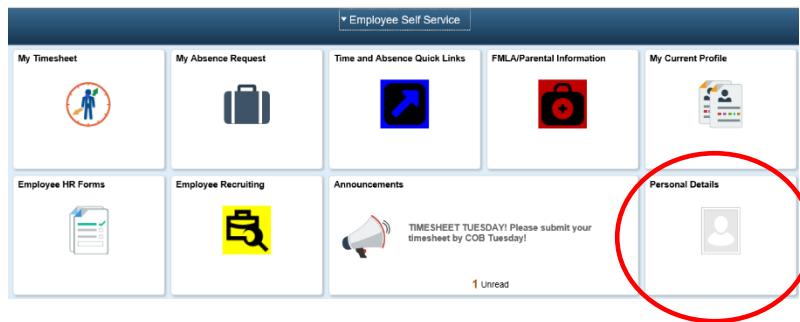 Employee Self Service
My Timesheet
My Absence Request
Time and Absence Quick Links
FMLA/Parental Information
My Current Profile
Employee HR Forms
Employee Recruiting
Announcements
TIMESHEET TUESDAY! Please submit your
timesheet by COB Tuesday!
1 Unread
Personal Details